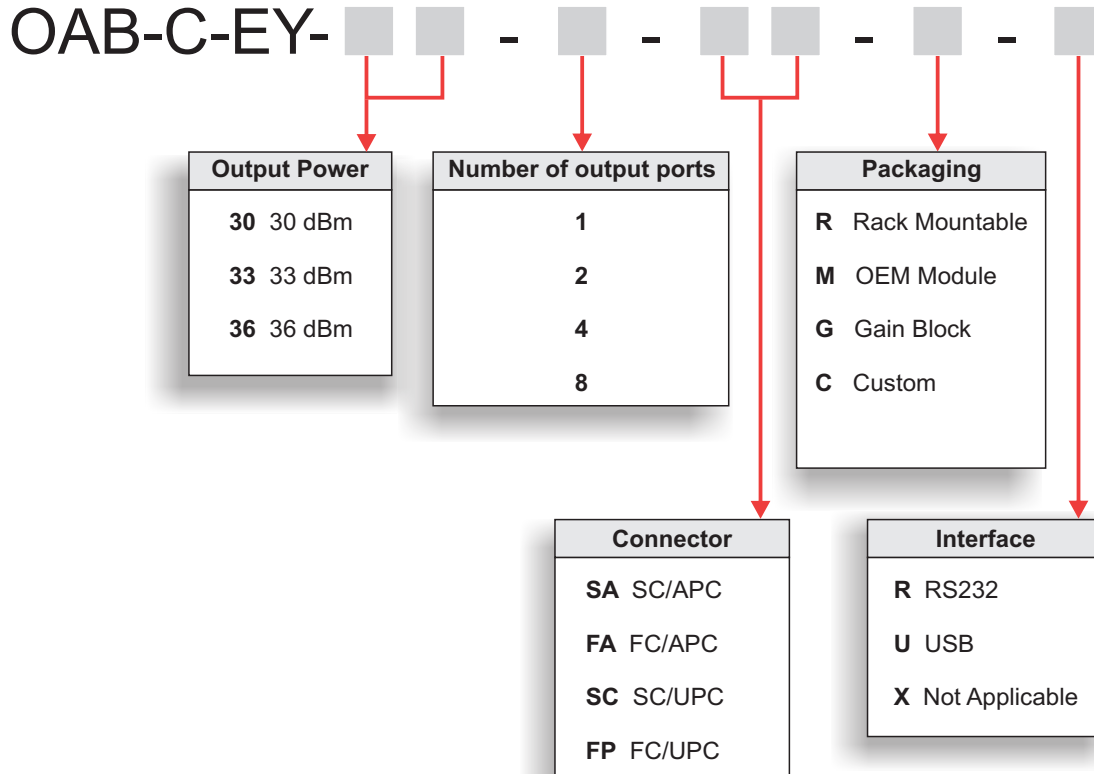 OAB-C-EY- - - - -
Output Power
30 30 dBm
33 33 dBm
36 36 dBm
Number of output ports
1
2
4
8
Packaging
R Rack Mountable
M OEM Module
G Gain Block
C Custom
Connector
SA SC/APC
FA FC/APC
SC SC/UPC
FP FC/UPC
Interface
R RS232
U USB
X Not Applicable